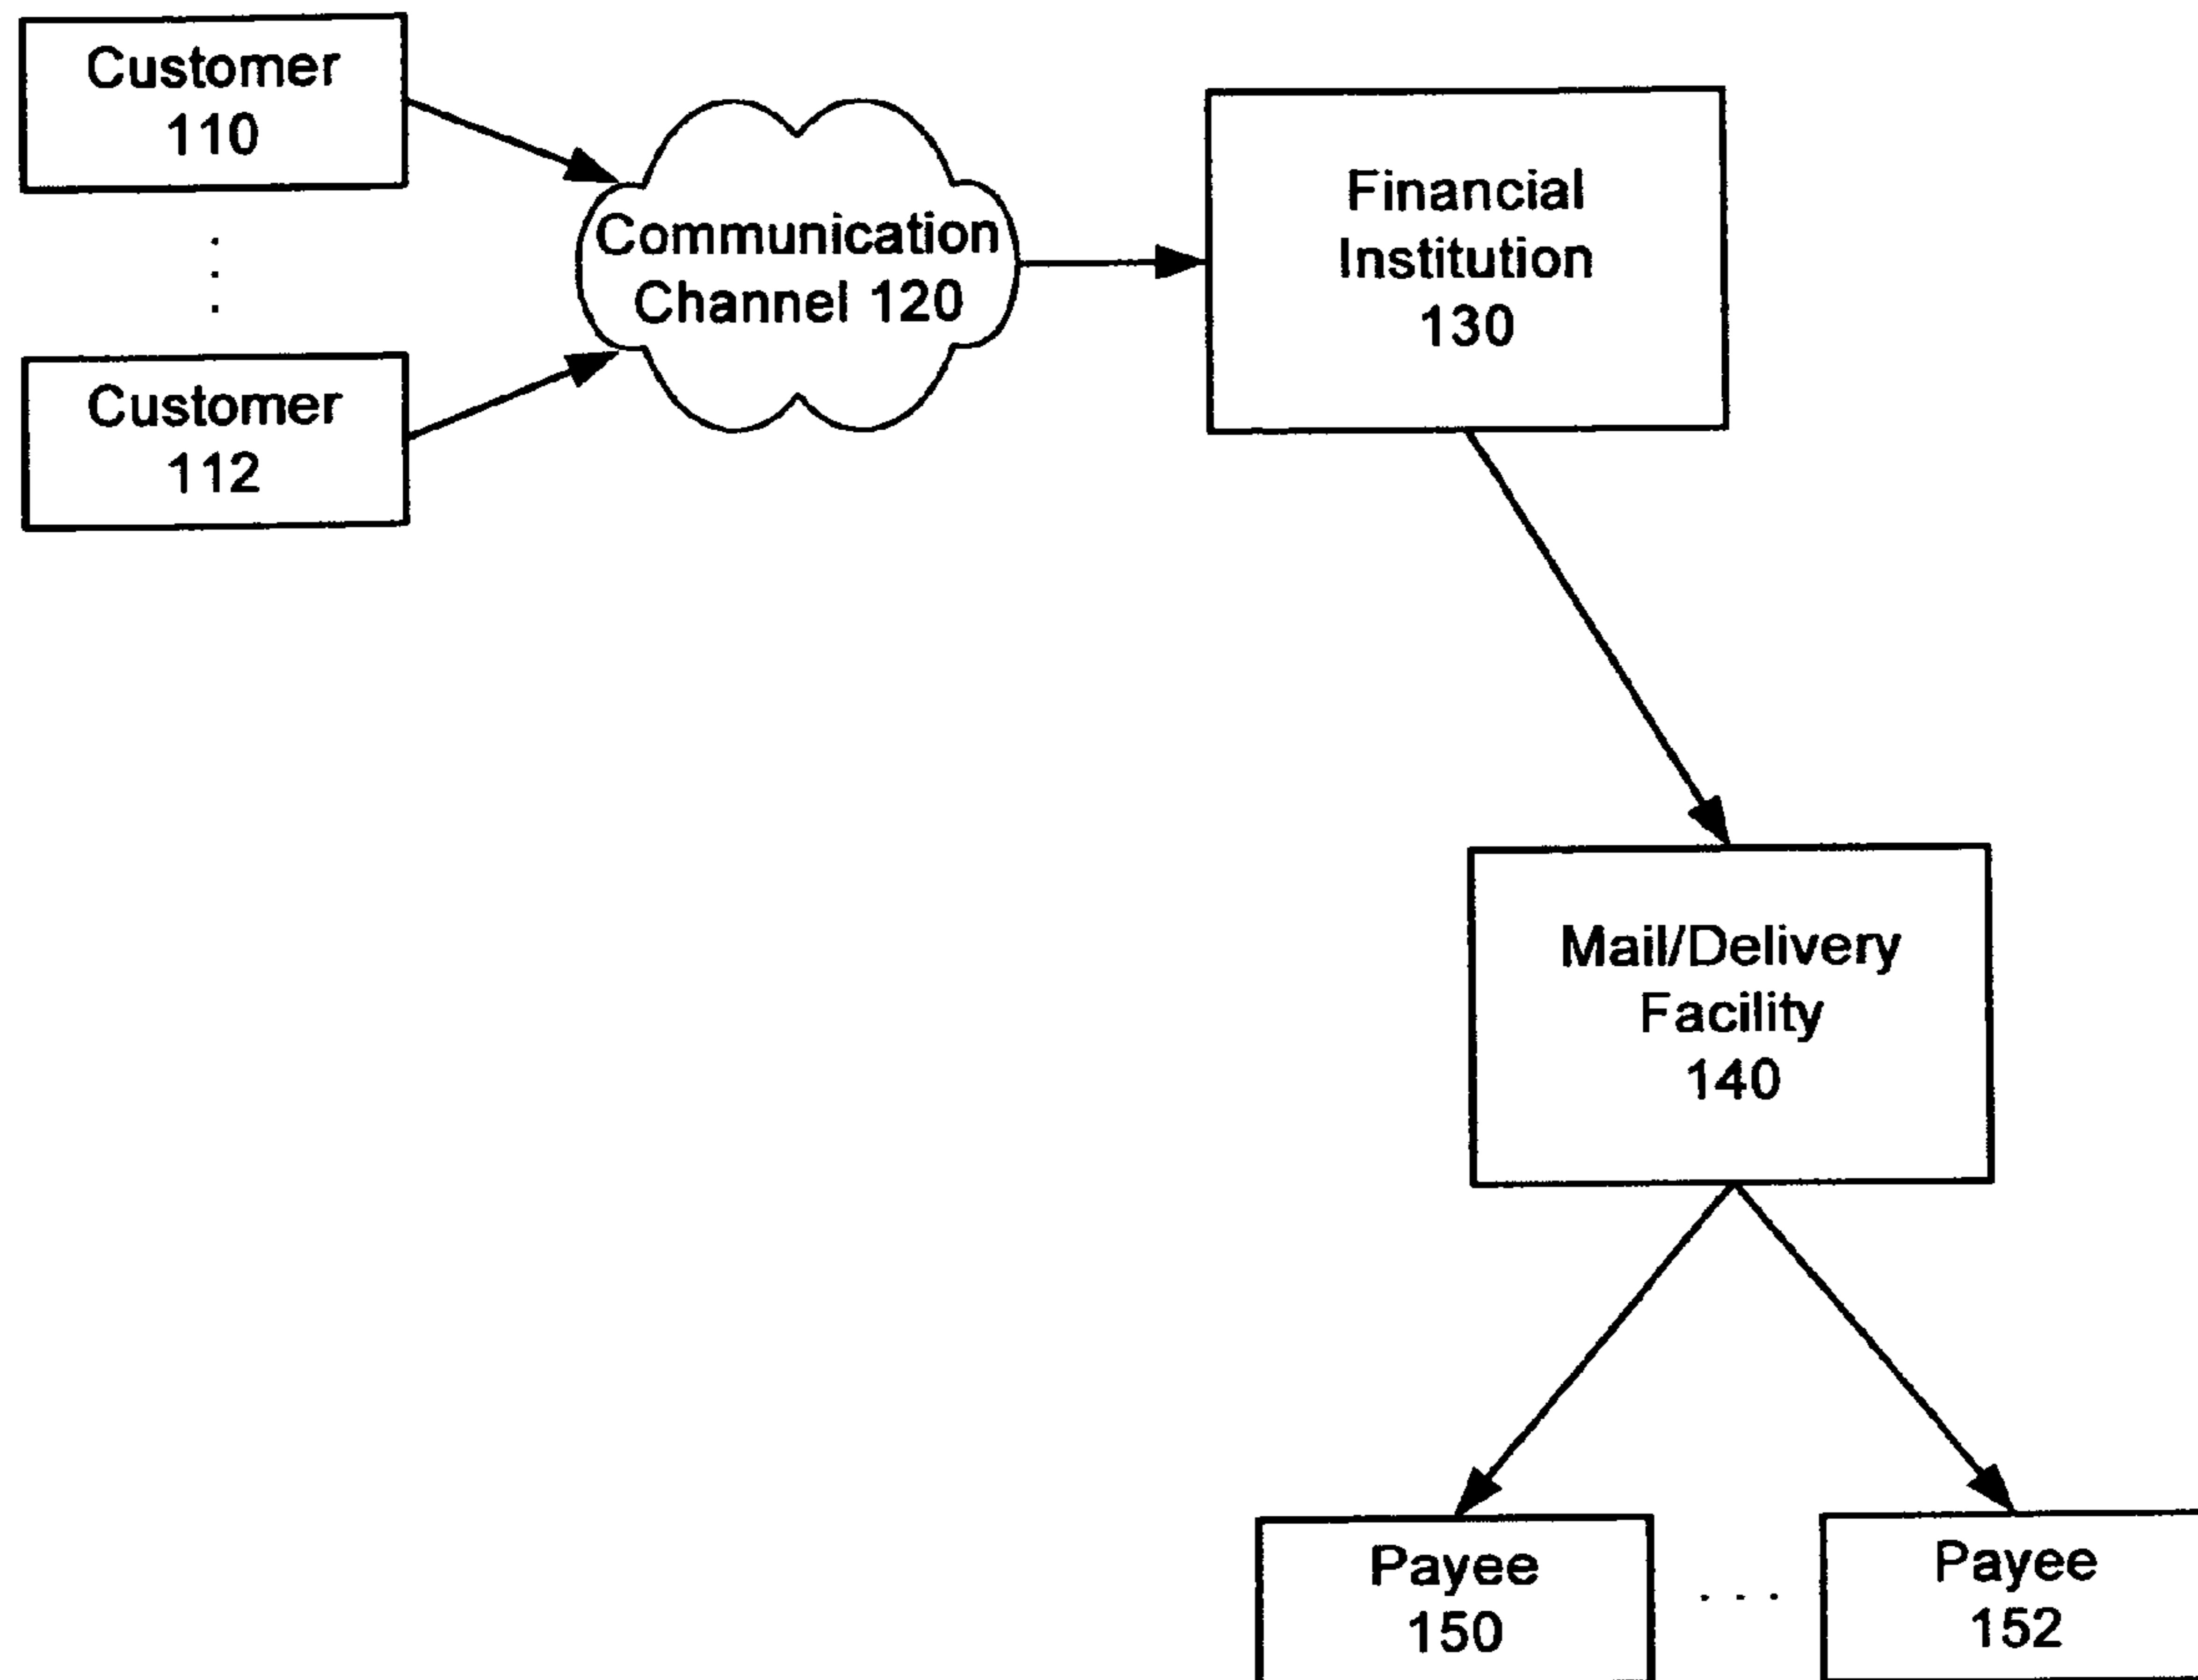 Customer
110
Customer
112
Communication
Channel 120
Financial
Institution
130
Mail/Delivery
Facility
140
Payee
150
Payee
152